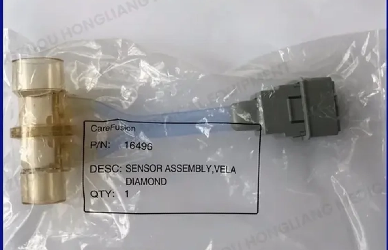 CareFusion
P/N: 16496
DESC: SENSOR ASSEMBLY,VELA
DIAMOND
QTY: 1